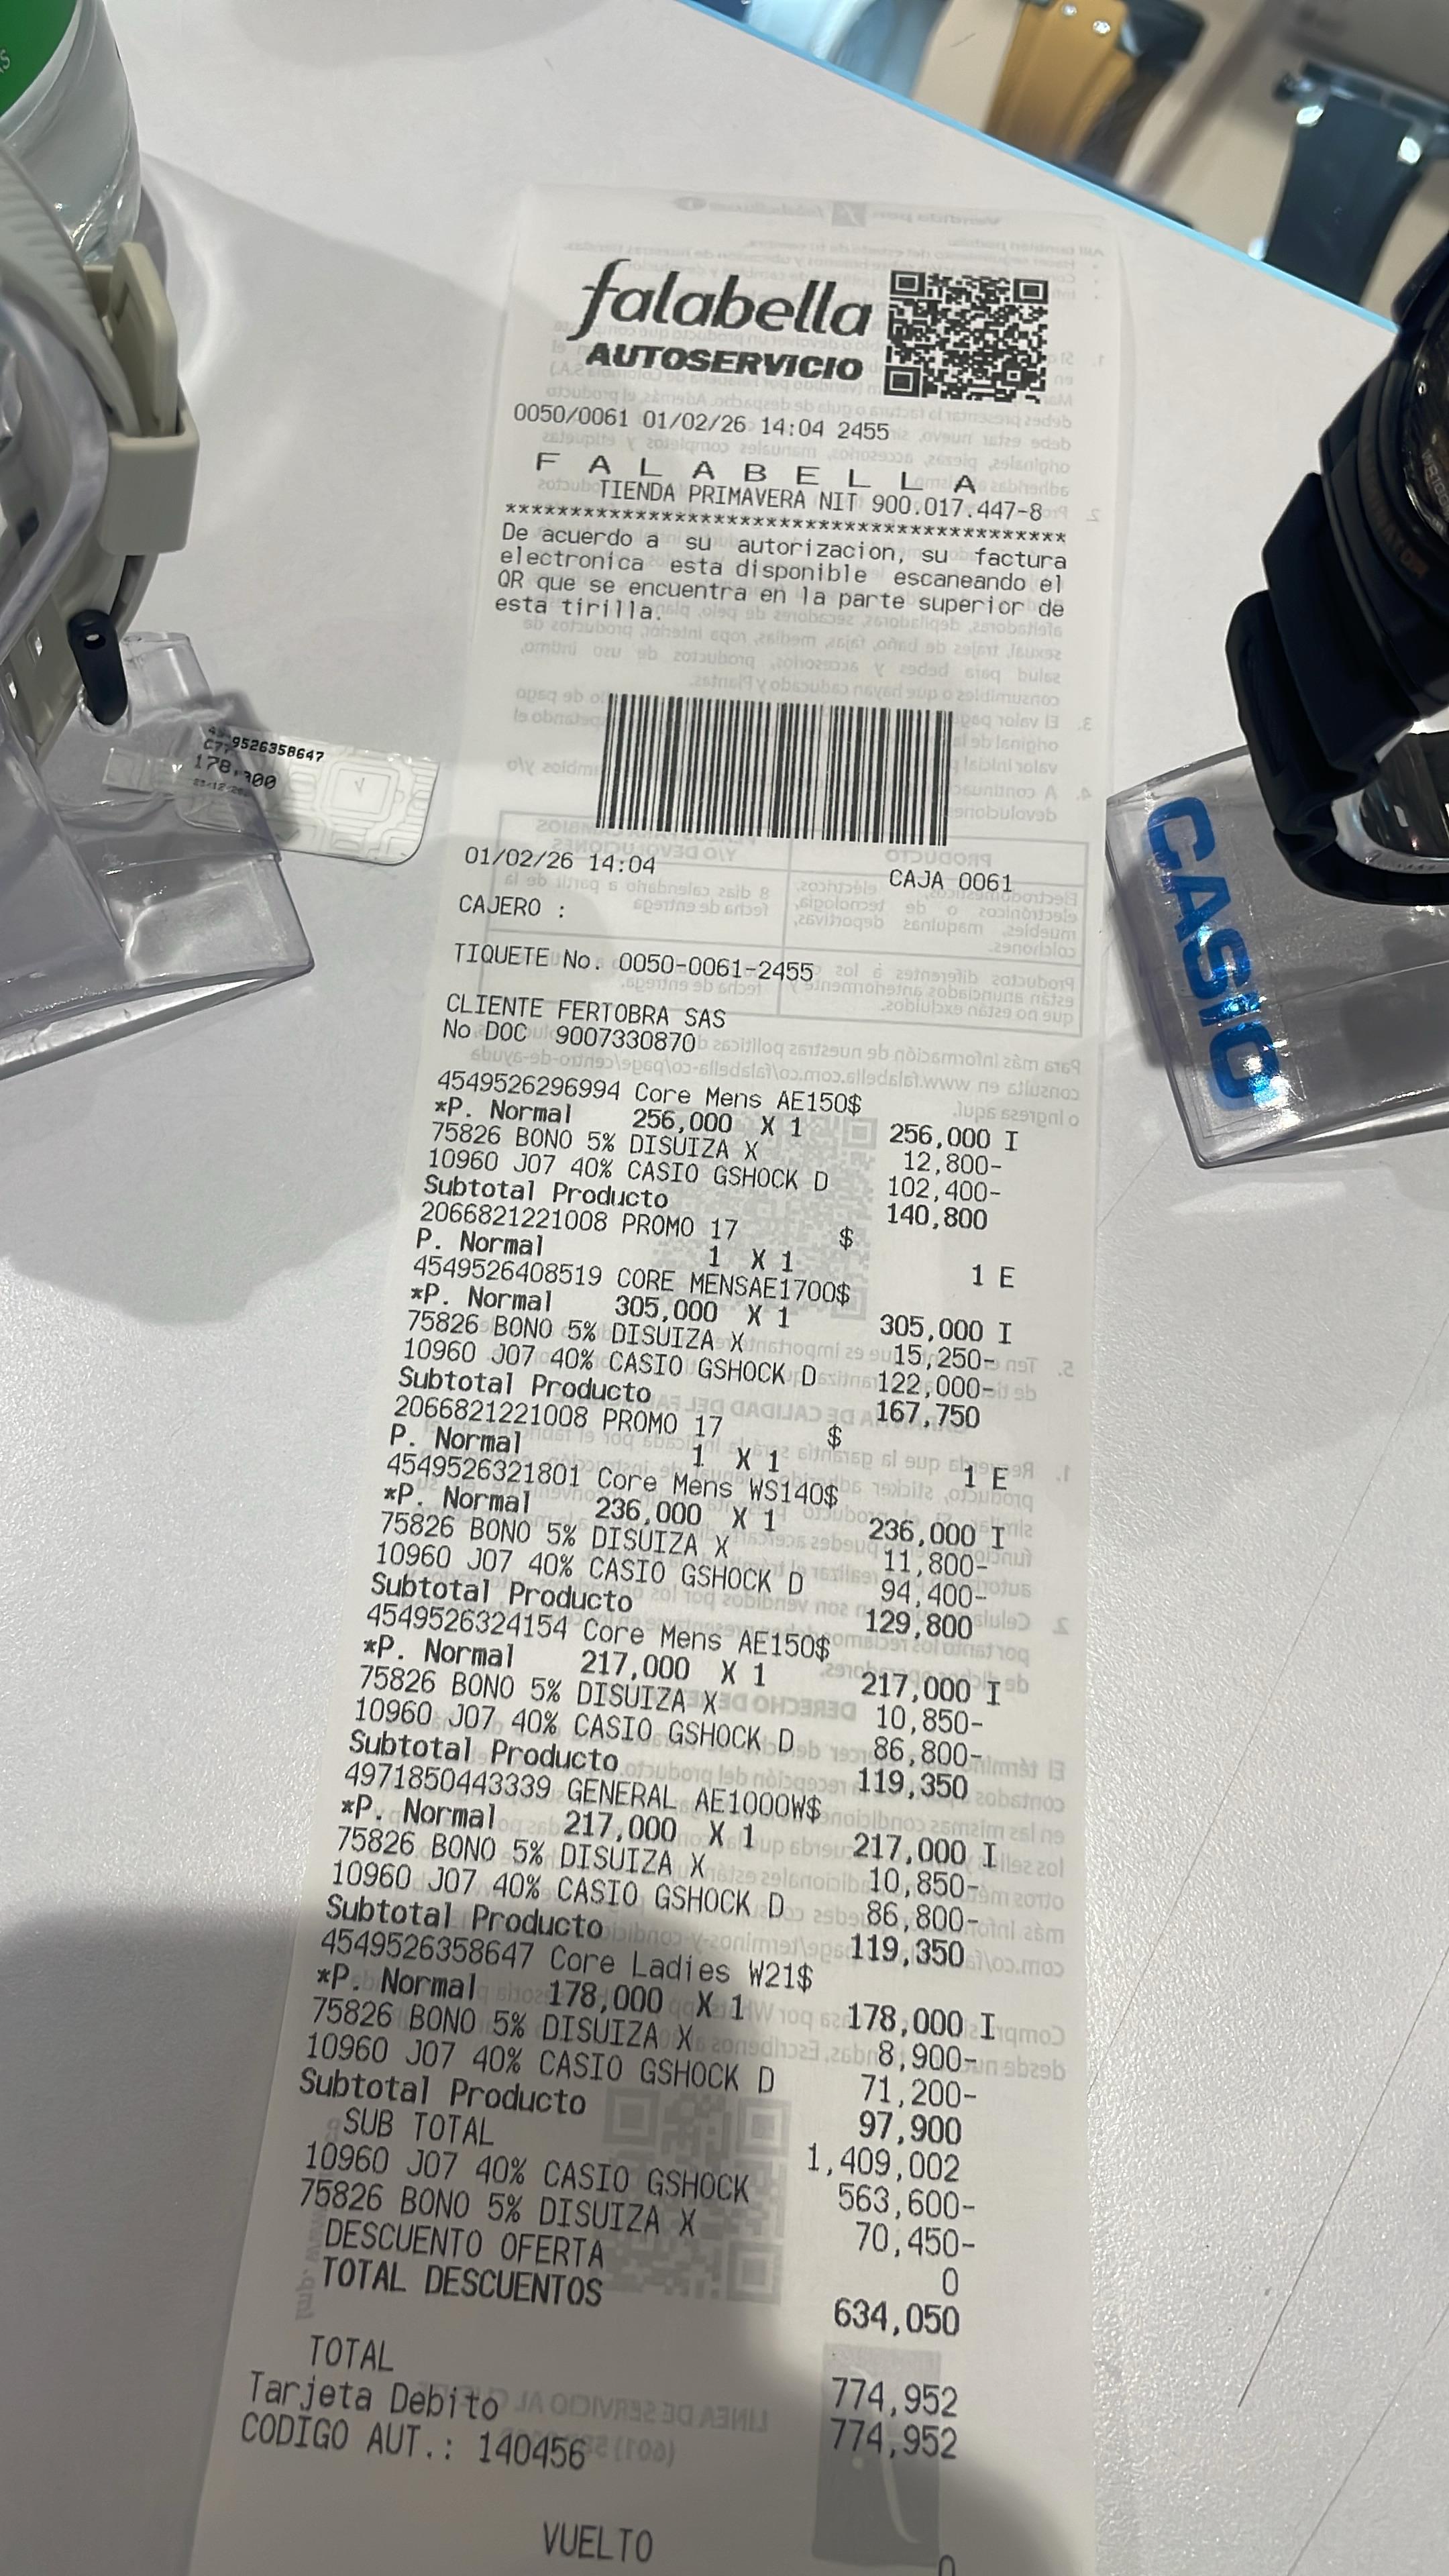 falabella
AUTOSERVICIO
0050/0061 01/02/26 14:04 2455
F A L A B E L L A
TIENDA PRIMAVERA NIT 900.017.447-8
*******************************************
De acuerdo a su autorizacion, su factura
electronica esta disponible escaneando el
QR que se encuentra en la parte superior de
esta tirilla.
01/02/26 14:04 CAJA 0061
CAJERO :
TIQUETE No. 0050-0061-2455
CLIENTE FERTOBRA SAS
No DOC 9007330870
4549526296994 Core Mens AE150$
*P. Normal 256,000 X 1 256,000 I
75826 BONO 5% DISUIZA X 12,800-
10960 J07 40% CASIO GSHOCK D 102,400-
Subtotal Producto 140,800
2066821221008 PROMO 17 $
P. Normal 1 X 1 1 E
4549526408519 CORE MENSAE1700$
*P. Normal 305,000 X 1 305,000 I
75826 BONO 5% DISUIZA X 15,250-
10960 J07 40% CASIO GSHOCK D 122,000-
Subtotal Producto 167,750
2066821221008 PROMO 17 $
P. Normal 1 X 1 1 E
4549526321801 Core Mens WS140$
*P. Normal 236,000 X 1 236,000 I
75826 BONO 5% DISUIZA X 11,800-
10960 J07 40% CASIO GSHOCK D 94,400-
Subtotal Producto 129,800
4549526324154 Core Mens AE150$
*P. Normal 217,000 X 1 217,000 I
75826 BONO 5% DISUIZA X 10,850-
10960 J07 40% CASIO GSHOCK D 86,800-
Subtotal Producto 119,350
4971850443339 GENERAL AE1000W$
*P. Normal 217,000 X 1 217,000 I
75826 BONO 5% DISUIZA X 10,850-
10960 J07 40% CASIO GSHOCK D 86,800-
Subtotal Producto 119,350
4549526358647 Core Ladies W21$
*P. Normal 178,000 X 1 178,000 I
75826 BONO 5% DISUIZA X 8,900-
10960 J07 40% CASIO GSHOCK D 71,200-
Subtotal Producto 97,900
SUB TOTAL 1,409,002
10960 J07 40% CASIO GSHOCK 563,600-
75826 BONO 5% DISUIZA X 70,450-
DESCUENTO OFERTA 0
TOTAL DESCUENTOS 634,050
TOTAL 774,952
Tarjeta Debito 774,952
CODIGO AUT.: 140456
VUELTO 0
9526358647
CASIO